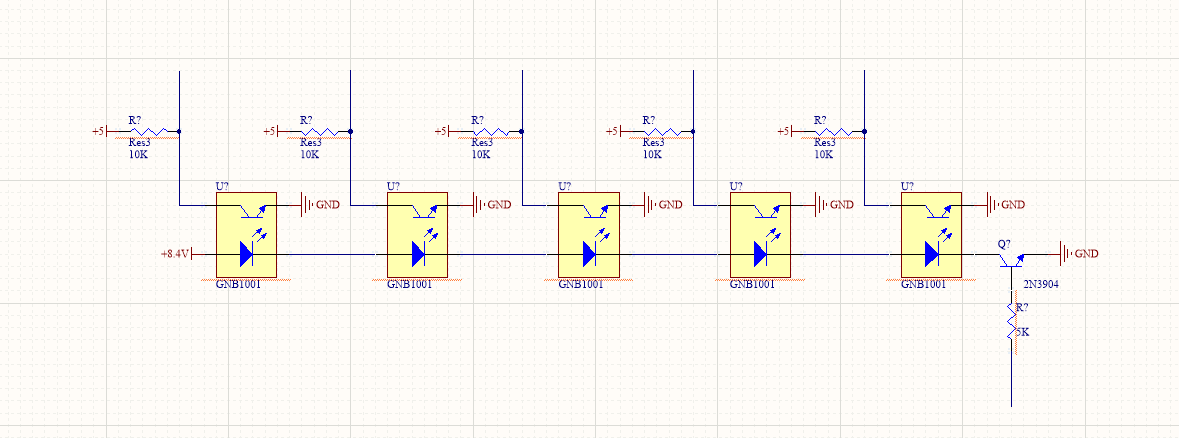 R?
+5
Res3
10K
R?
+5
Res3
10K
R?
+5
Res3
10K
R?
+5
Res3
10K
R?
+5
Res3
10K
U?
GND
U?
GND
U?
GND
U?
GND
U?
GND
+8.4V
GNB1001
GNB1001
GNB1001
GNB1001
GNB1001
Q?
GND
2N3904
R?
5K